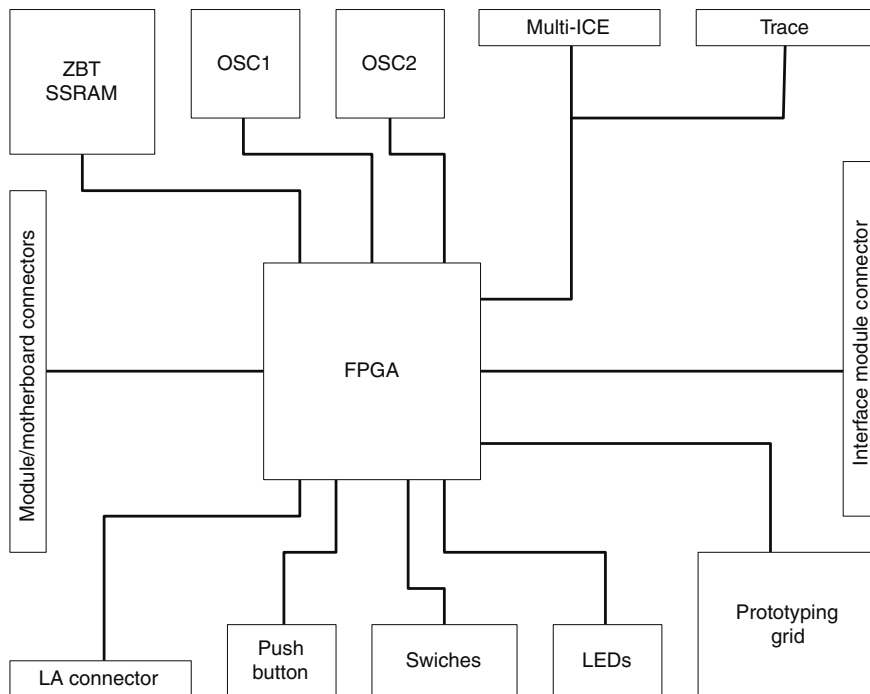 ZBT
SSRAM
OSC1
OSC2
Multi-ICE
Trace
Module/motherboard connectors
FPGA
Interface module connector
LA connector
Push
button
Swiches
LEDs
Prototyping
grid